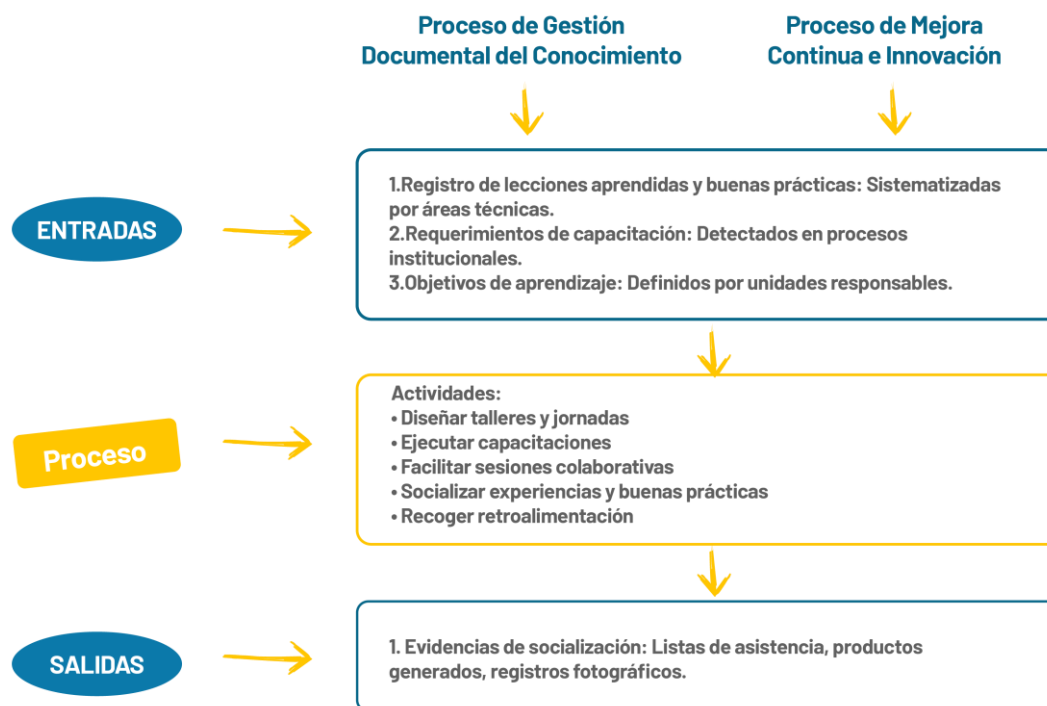 Proceso de Gestión
Documental del Conocimiento
Proceso de Mejora
Continua e Innovación
ENTRADAS
1.Registro de lecciones aprendidas y buenas prácticas: Sistematizadas
por áreas técnicas.
2.Requerimientos de capacitación: Detectados en procesos
institucionales.
3.Objetivos de aprendizaje: Definidos por unidades responsables.
Proceso
Actividades:
• Diseñar talleres y jornadas
• Ejecutar capacitaciones
• Facilitar sesiones colaborativas
• Socializar experiencias y buenas prácticas
• Recoger retroalimentación
SALIDAS
1. Evidencias de socialización: Listas de asistencia, productos
generados, registros fotográficos.